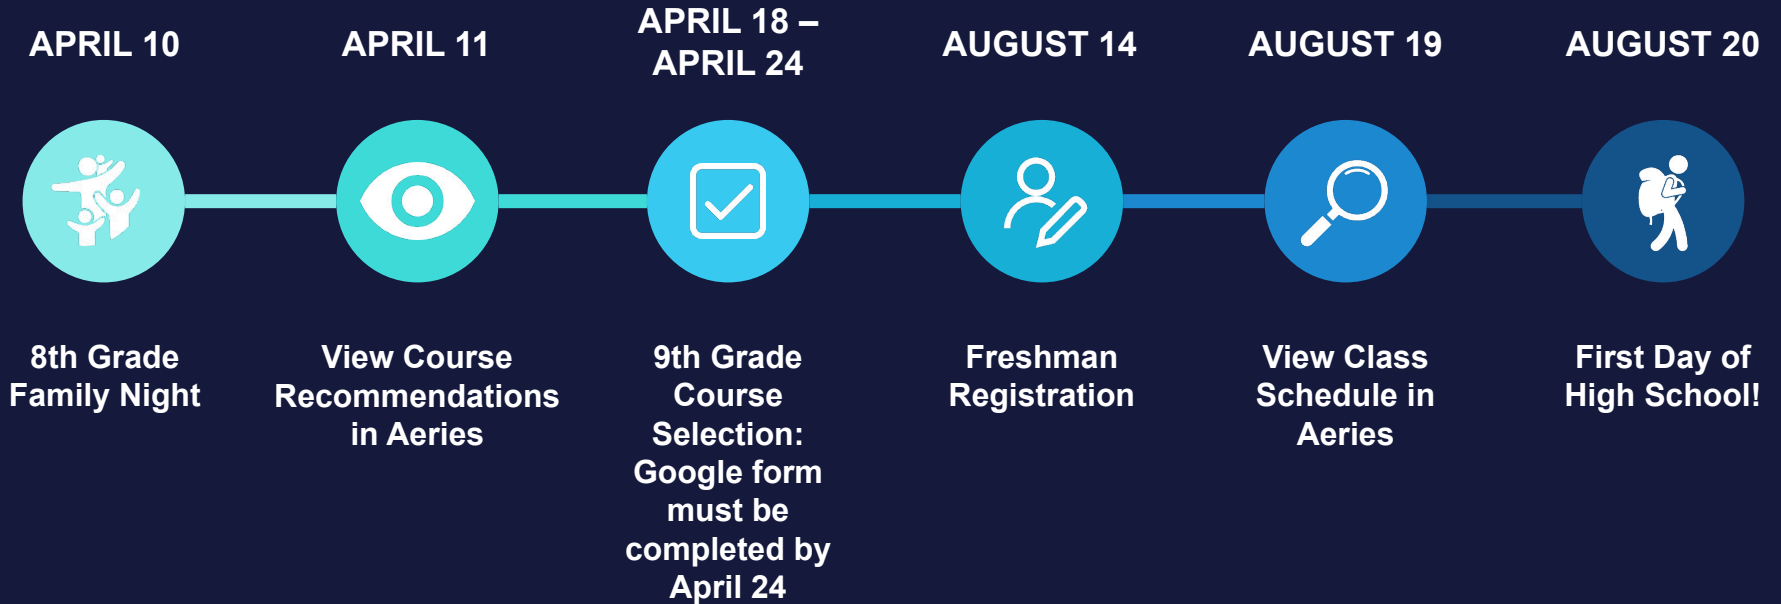 APRIL 10
8th Grade
Family Night
APRIL 11
View Course
Recommendations
in Aeries
APRIL 18 –
APRIL 24
9th Grade
Course
Selection:
Google form
must be
completed by
April 24
AUGUST 14
Freshman
Registration
AUGUST 19
View Class
Schedule in
Aeries
AUGUST 20
First Day of
High School!